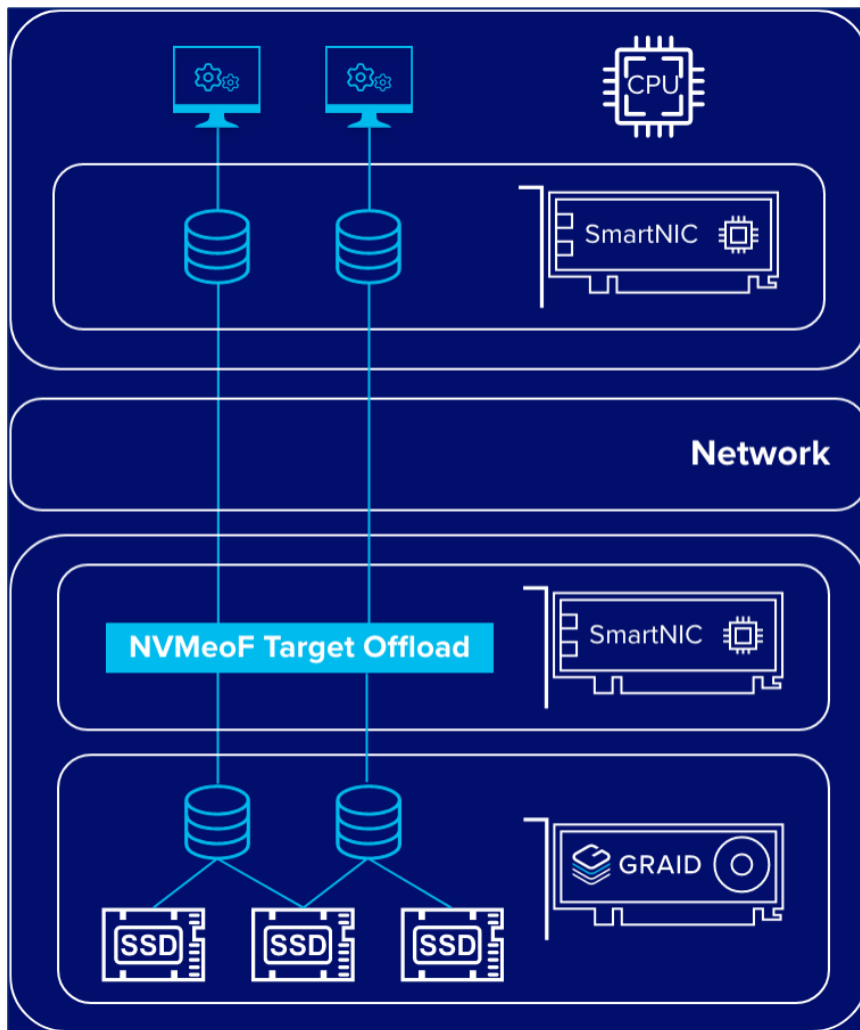 CPU
SmartNIC
Network
NVMeoF Target Offload
SmartNIC
GRAID
SSD
SSD
SSD